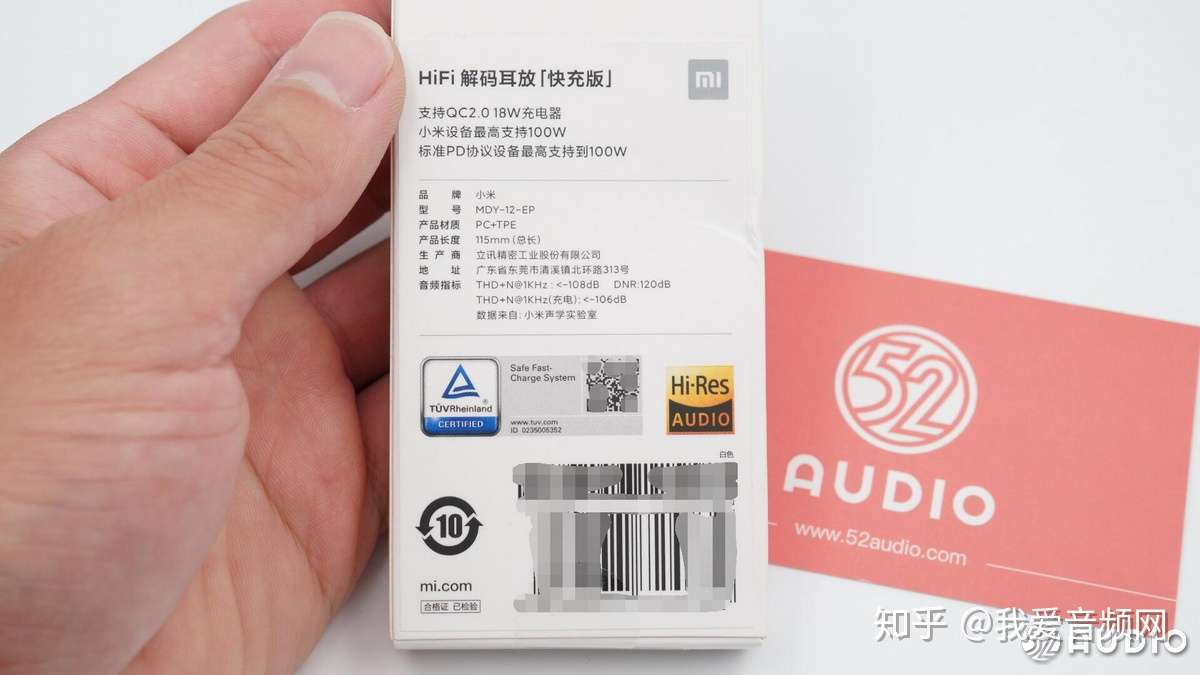 HiFi 解码耳放「快充版」
mi
支持QC2.0 18W充电器
小米设备最高支持100W
标准PD协议设备最高支持到100W
品 牌 小米
型 号 MDY-12-EP
产品材质 PC+TPE
产品长度 115mm（总长）
生 产 商 立讯精密工业股份有限公司
地 址 广东省东莞市清溪镇北环路313号
音频指标 THD+N@1KHz : <-108dB DNR:120dB
THD+N@1KHz(充电): <-106dB
数据来自: 小米声学实验室
TÜVRheinland®
CERTIFIED
Safe Fast-
Charge System
www.tuv.com
ID 0235005352
Hi-Res
AUDIO
白色
10
mi.com
合格证 已检验
52
AUDIO
www.52audio.com
知乎 @我爱音频网
52 AUDIO